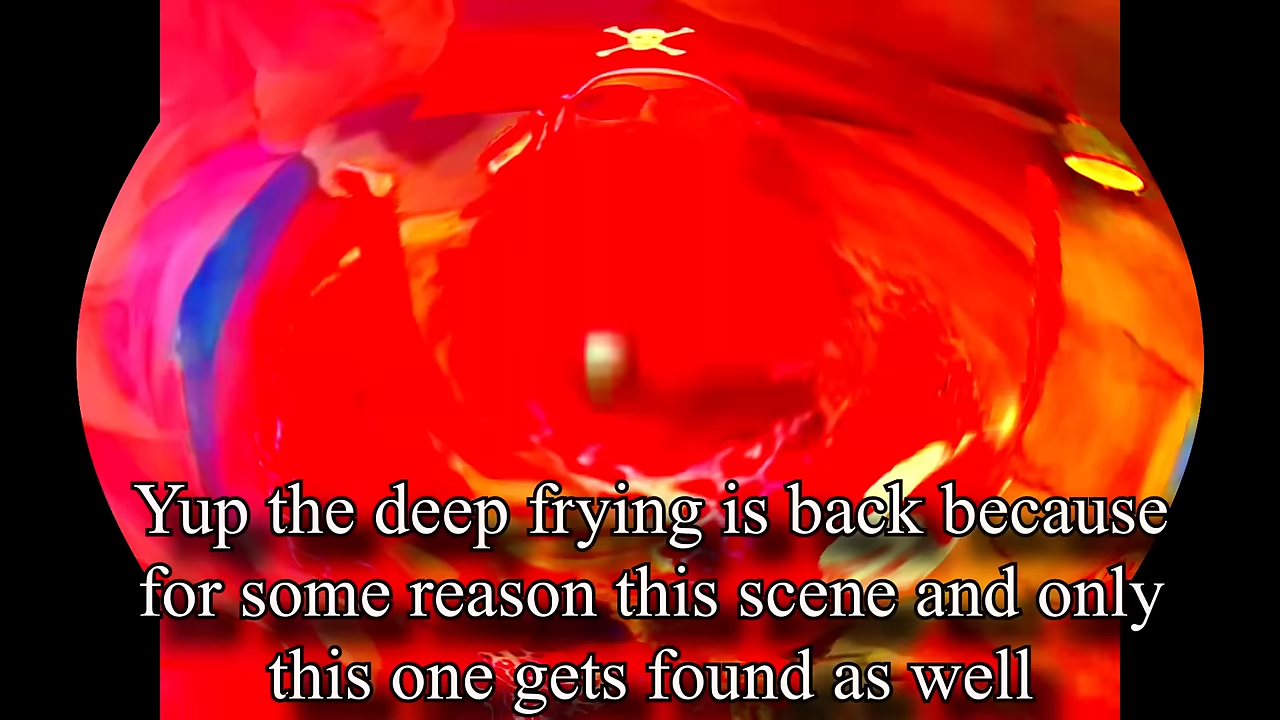 Yup the deep frying is back because
for some reason this scene and only
this one gets found as well